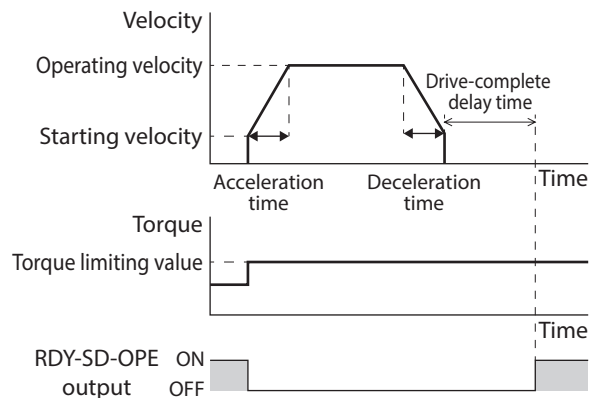 Velocity
Operating velocity
Drive-complete
delay time
Starting velocity
Acceleration
time
Deceleration
time
Time
Torque
Torque limiting value
Time
RDY-SD-OPE
output
ON
OFF